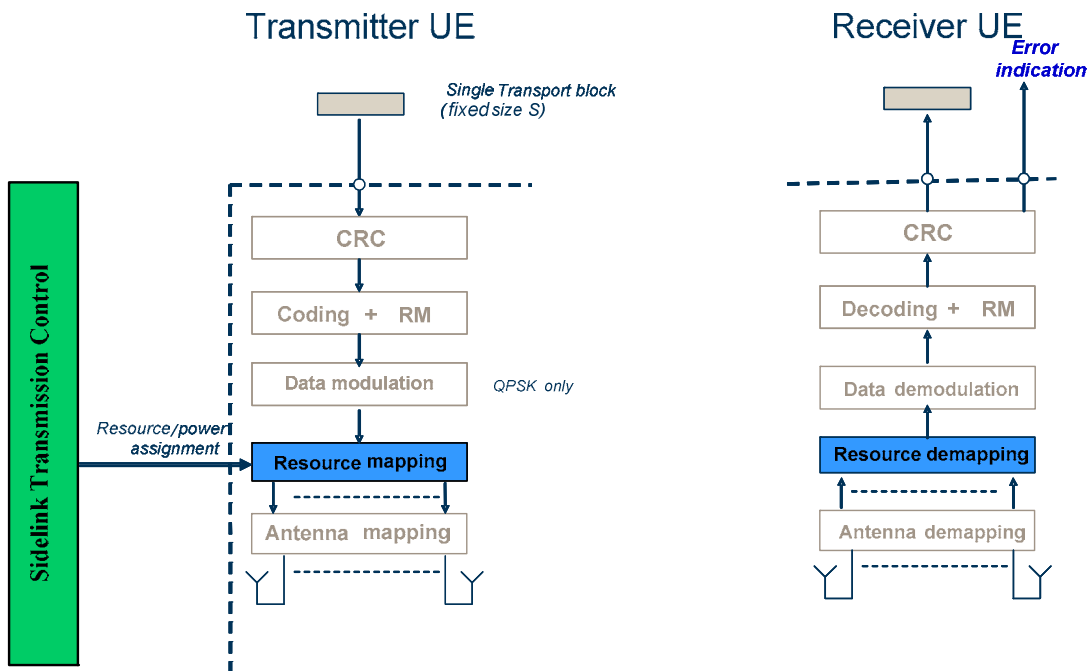 Transmitter UE
Receiver UE
Error
indication
Single Transport block
(fixed size S)
CRC
CRC
Coding + RM
Decoding + RM
Data modulation
QPSK only
Data demodulation
Resource/power
assignment
Resource mapping
Resource demapping
Antenna mapping
Antenna demapping
Sidelink Transmission Control